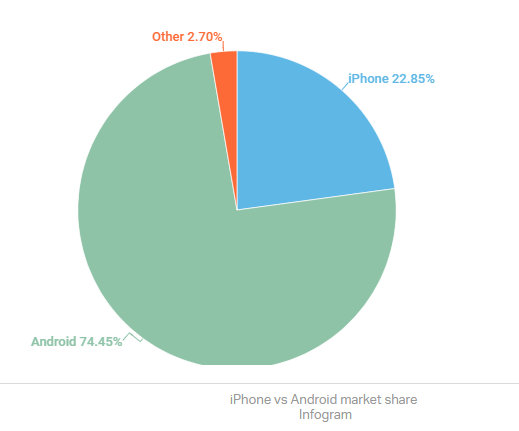 Other 2.70%
iPhone 22.85%
Android 74.45%
iPhone vs Android market share
Infogram